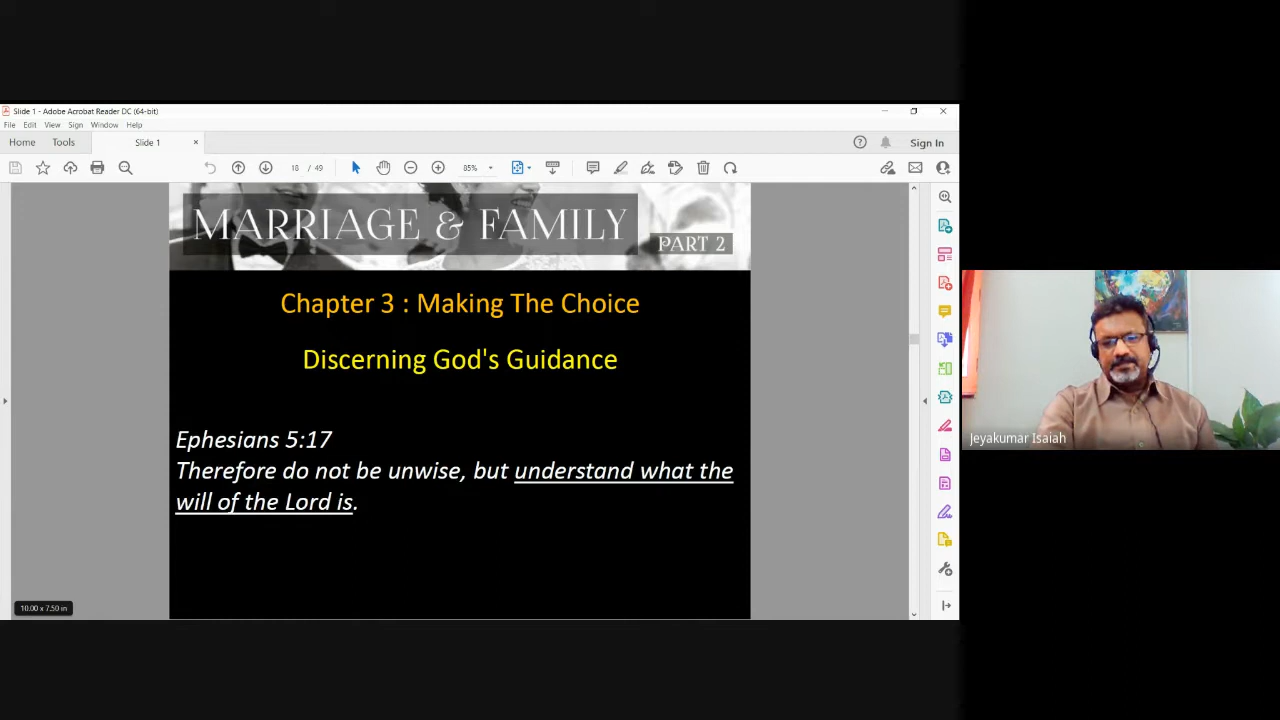 Slide 1 - Adobe Acrobat Reader DC (64-bit)
File Edit View Sign Window Help
Home Tools Slide 1 × Sign In
18 / 49 85%
MARRIAGE & FAMILY
PART 2
Chapter 3 : Making The Choice
Discerning God's Guidance
Ephesians 5:17
Therefore do not be unwise, but understand what the
will of the Lord is.
Jeyakumar Isaiah
10.00 x 7.50 in